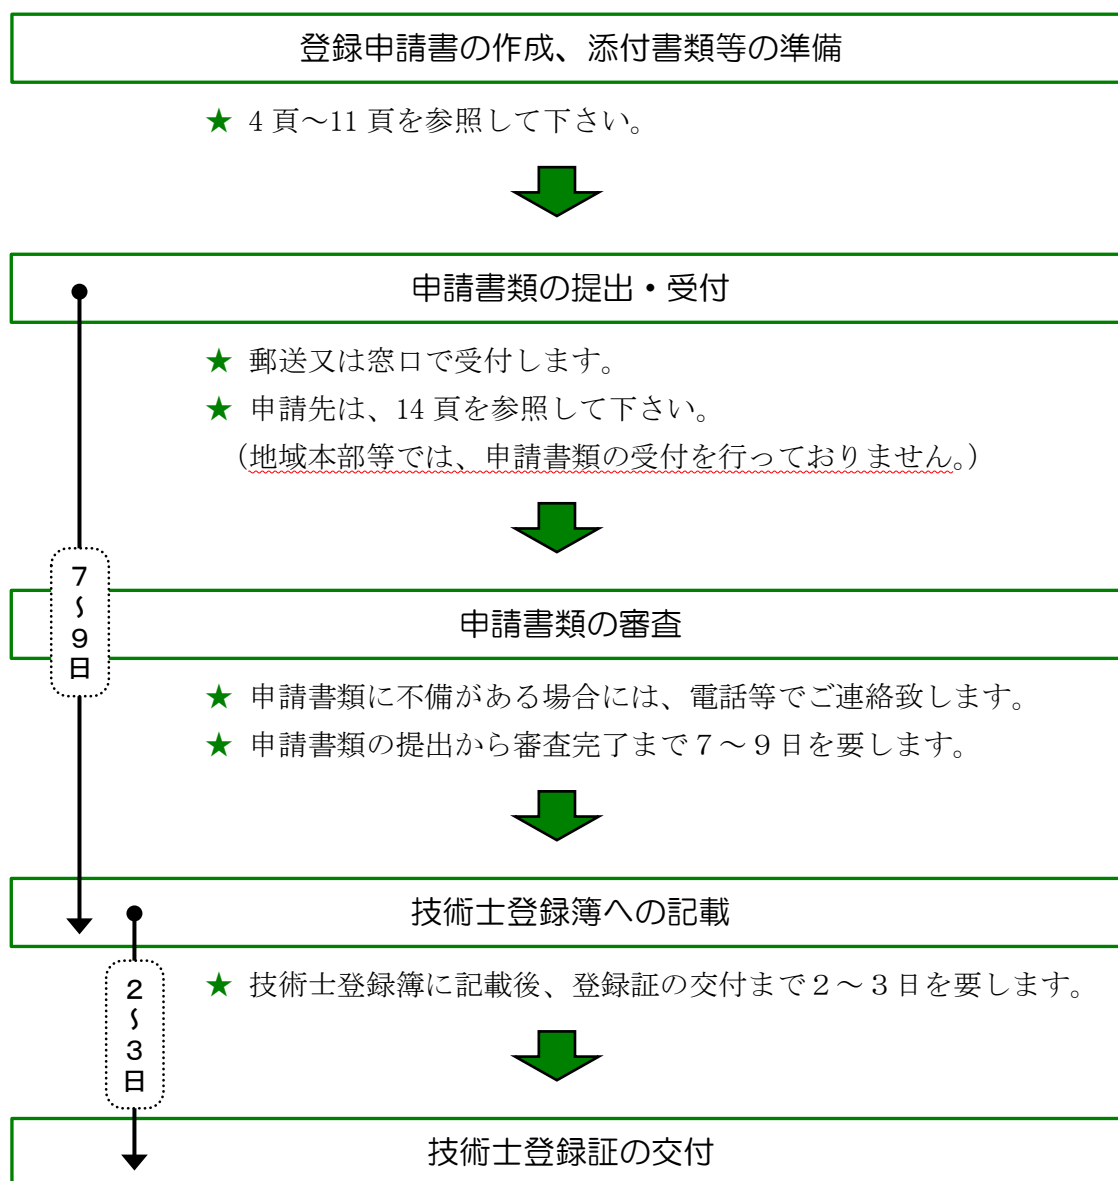 登録申請書の作成、添付書類等の準備
★ 4頁～11頁を参照して下さい。
申請書類の提出・受付
★ 郵送又は窓口で受付します。
★ 申請先は、14頁を参照して下さい。
（地域本部等では、申請書類の受付を行っておりません。）
7～9日
申請書類の審査
★ 申請書類に不備がある場合には、電話等でご連絡致します。
★ 申請書類の提出から審査完了まで７～９日を要します。
技術士登録簿への記載
2～3日
★ 技術士登録簿に記載後、登録証の交付まで２～３日を要します。
技術士登録証の交付